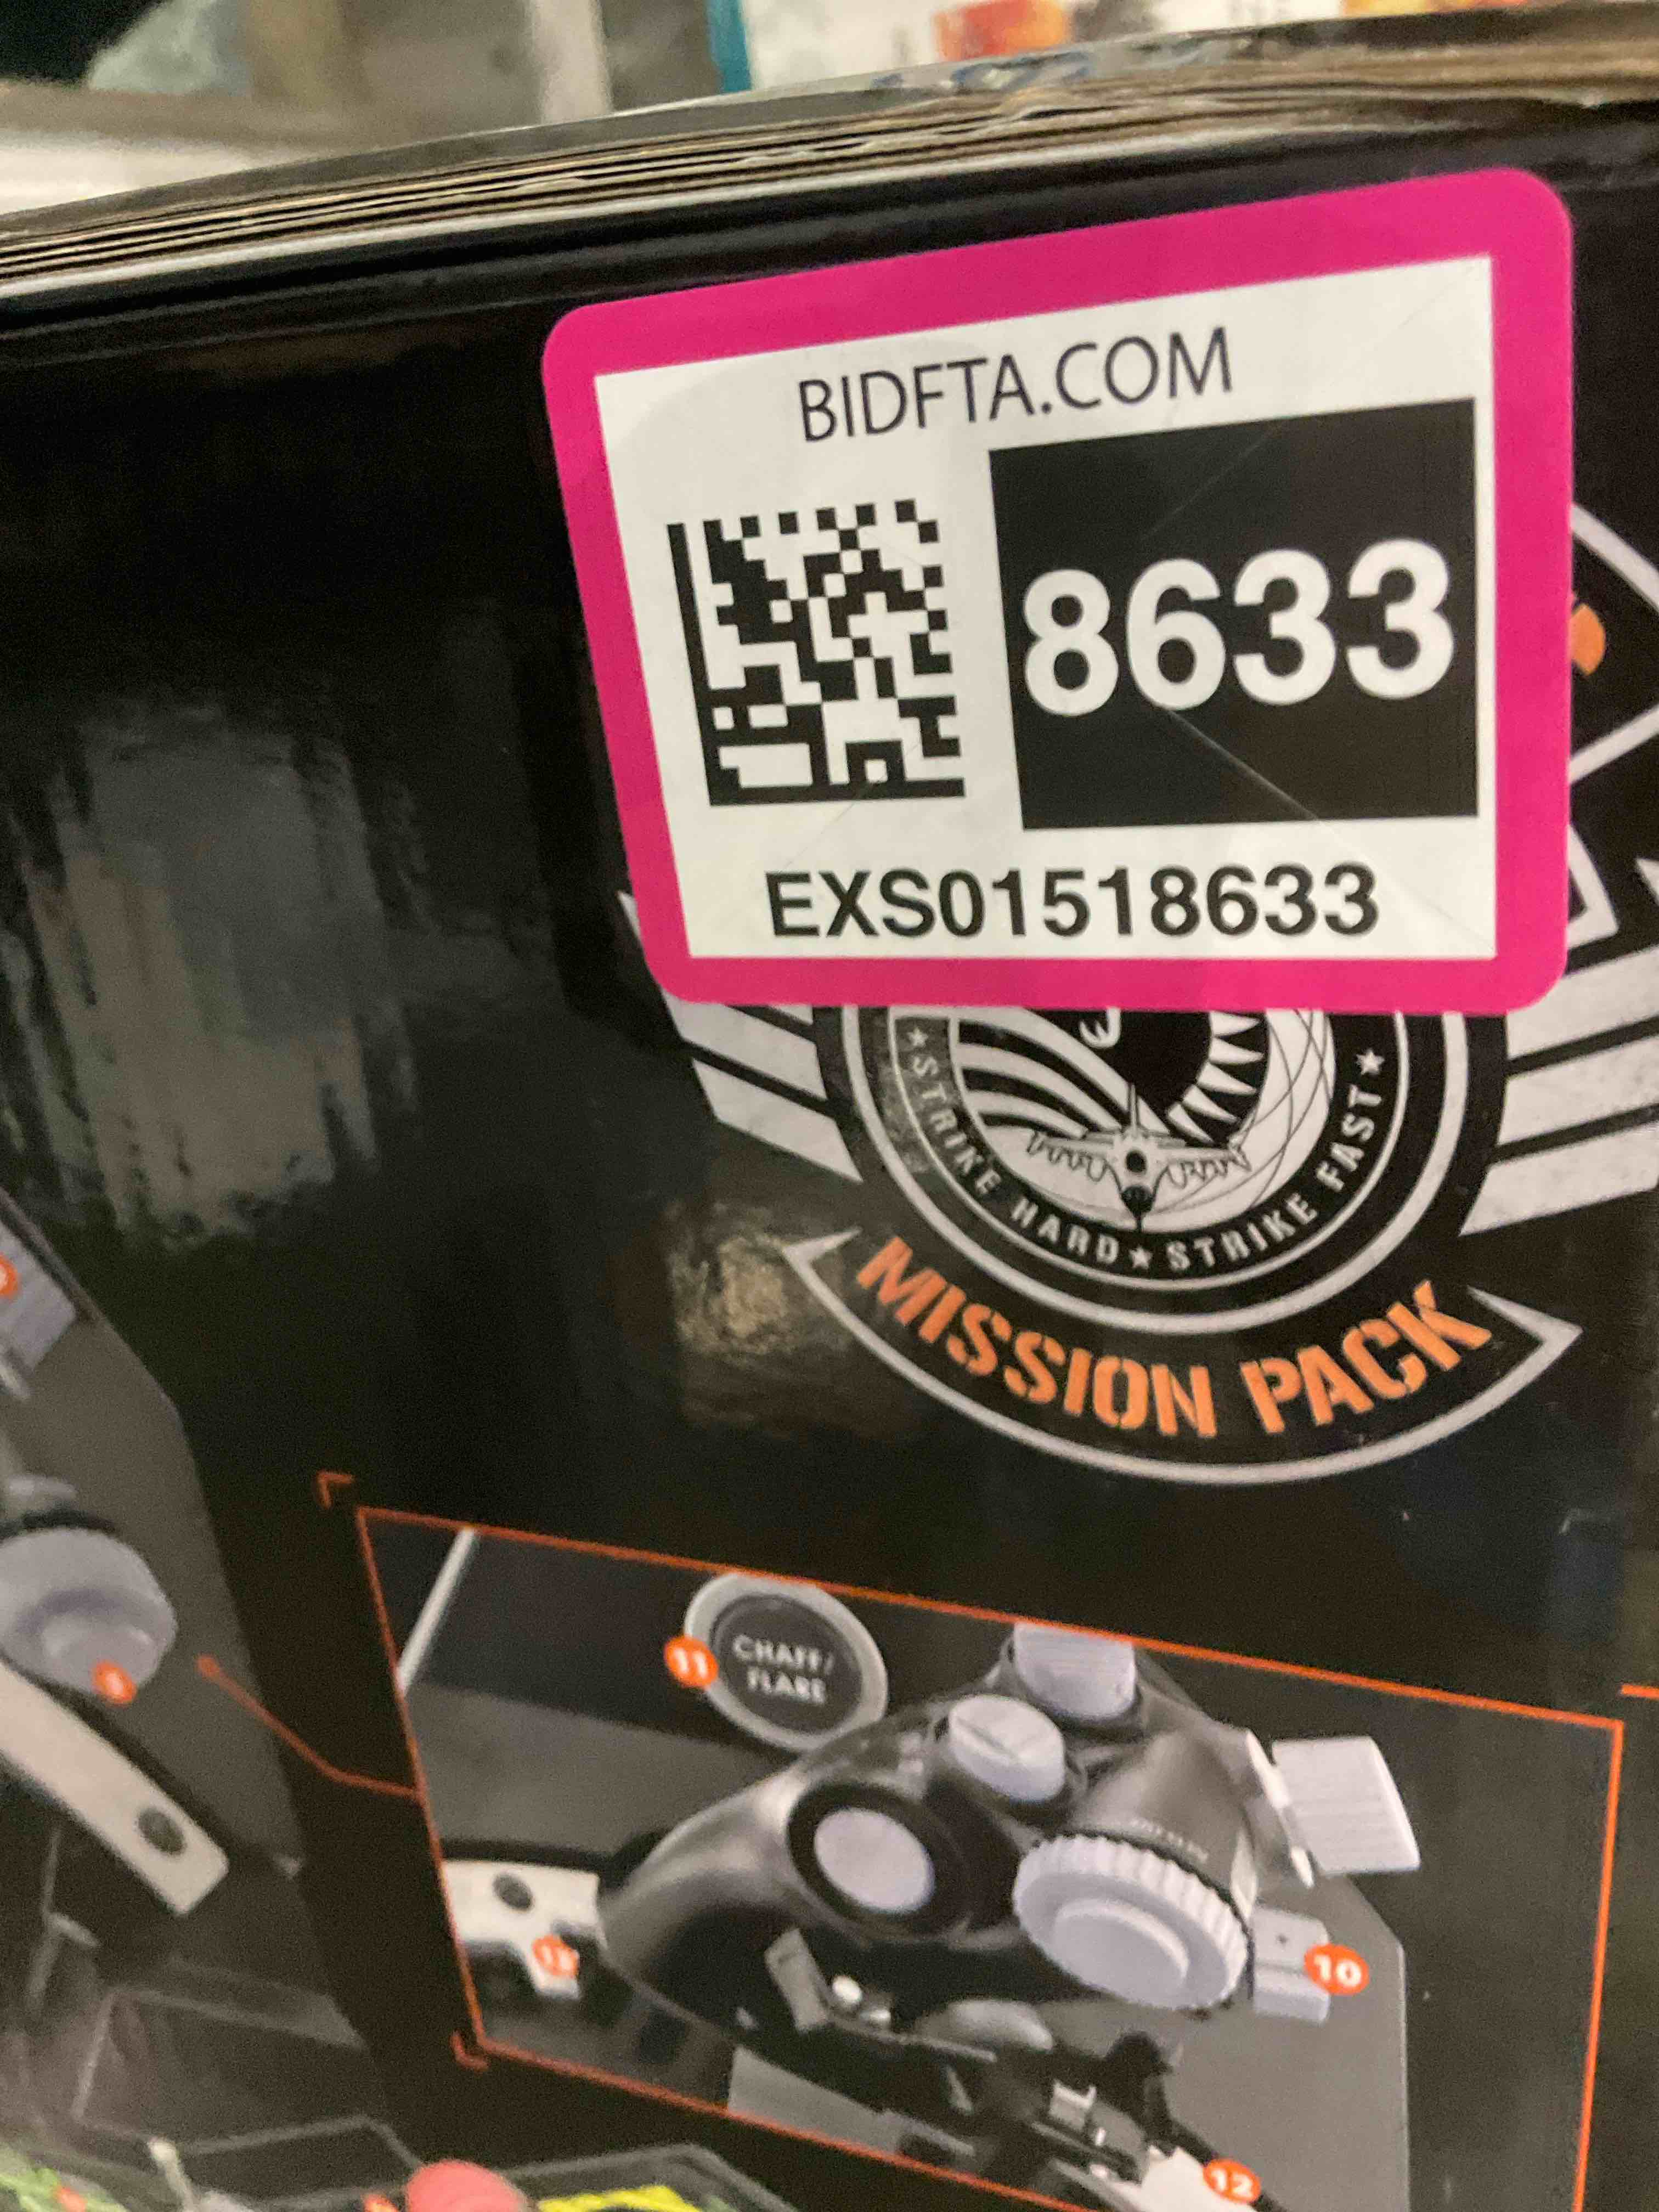 BIDFTA.COM
8633
EXS01518633
★STRIKE HARD★STRIKE FAST★
MISSION PACK
11
CHAFF/
FLARE
10
12